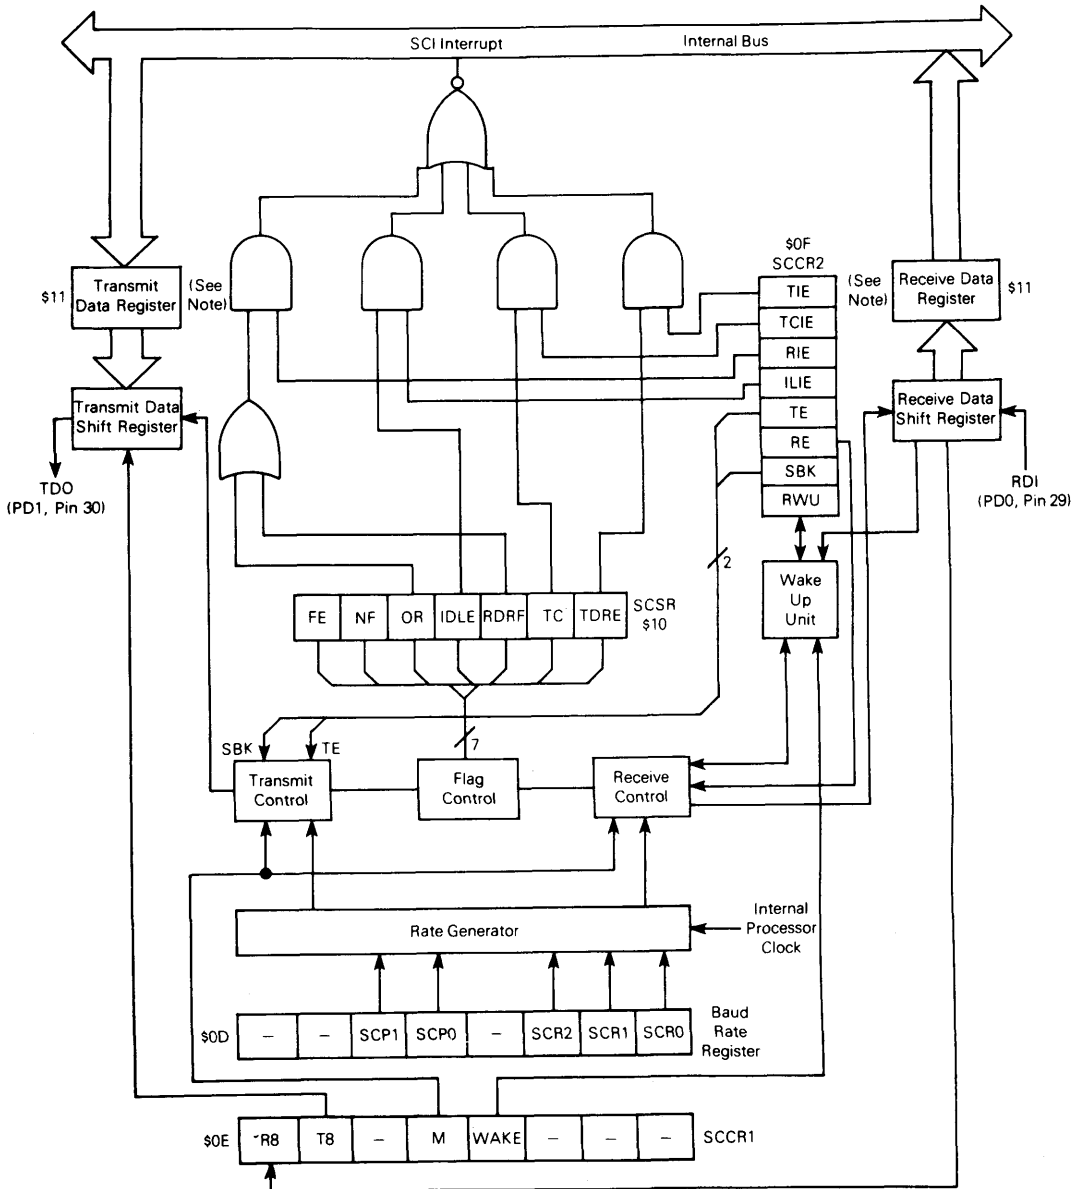 SCI Interrupt
Internal Bus
$0F
SCCR2
$11
Transmit
Data Register
(See
Note)
(See
Note)
Receive Data
Register
$11
TIE
TCIE
RIE
ILIE
TE
RE
SBK
RWU
Transmit Data
Shift Register
Receive Data
Shift Register
TDO
(PD1, Pin 30)
RDI
(PD0, Pin 29)
2
Wake
Up
Unit
FE
NF
OR
IDLE
RDRF
TC
TDRE
SCSR
$10
7
SBK
TE
Transmit
Control
Flag
Control
Receive
Control
Rate Generator
Internal
Processor
Clock
$0D
–
–
SCP1
SCP0
–
SCR2
SCR1
SCR0
Baud
Rate
Register
$0E
R8
T8
–
M
WAKE
–
–
–
SCCR1